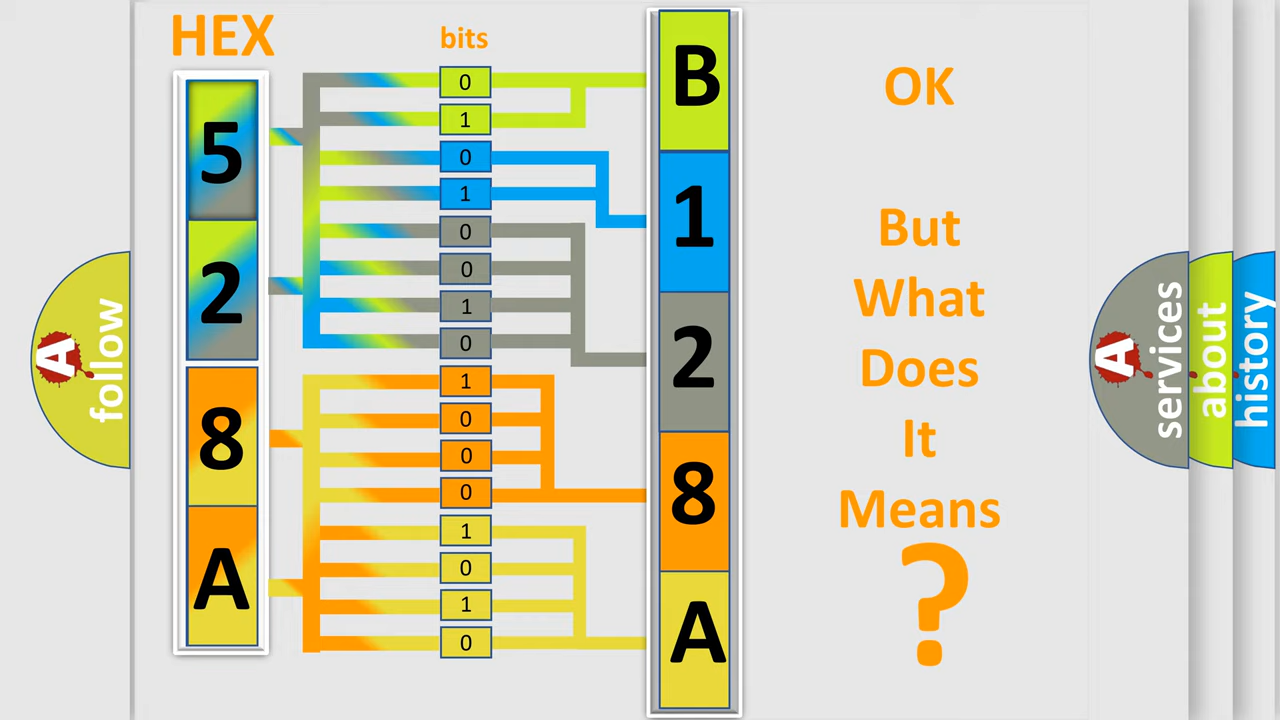 HEX
bits
5
2
8
A
0
1
0
1
0
0
1
0
1
0
0
0
1
0
1
0
B
1
2
8
A
OK
But
What
Does
It
Means
?
A
follow
A
services
about
history